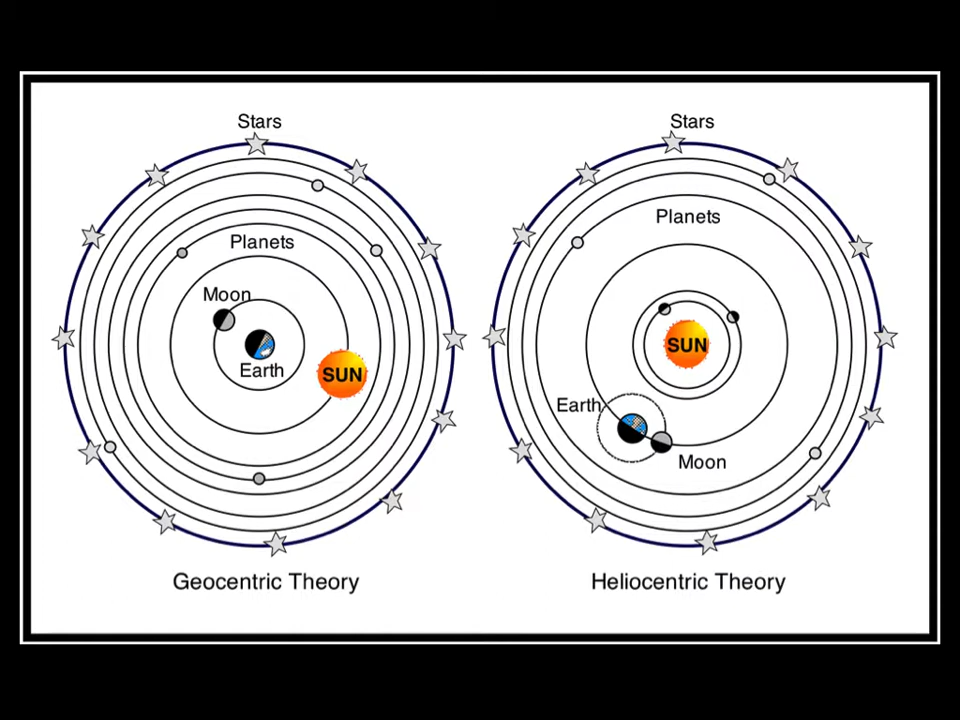 Stars
Planets
Moon
Earth
SUN
Geocentric Theory
Stars
Planets
SUN
Earth
Moon
Heliocentric Theory